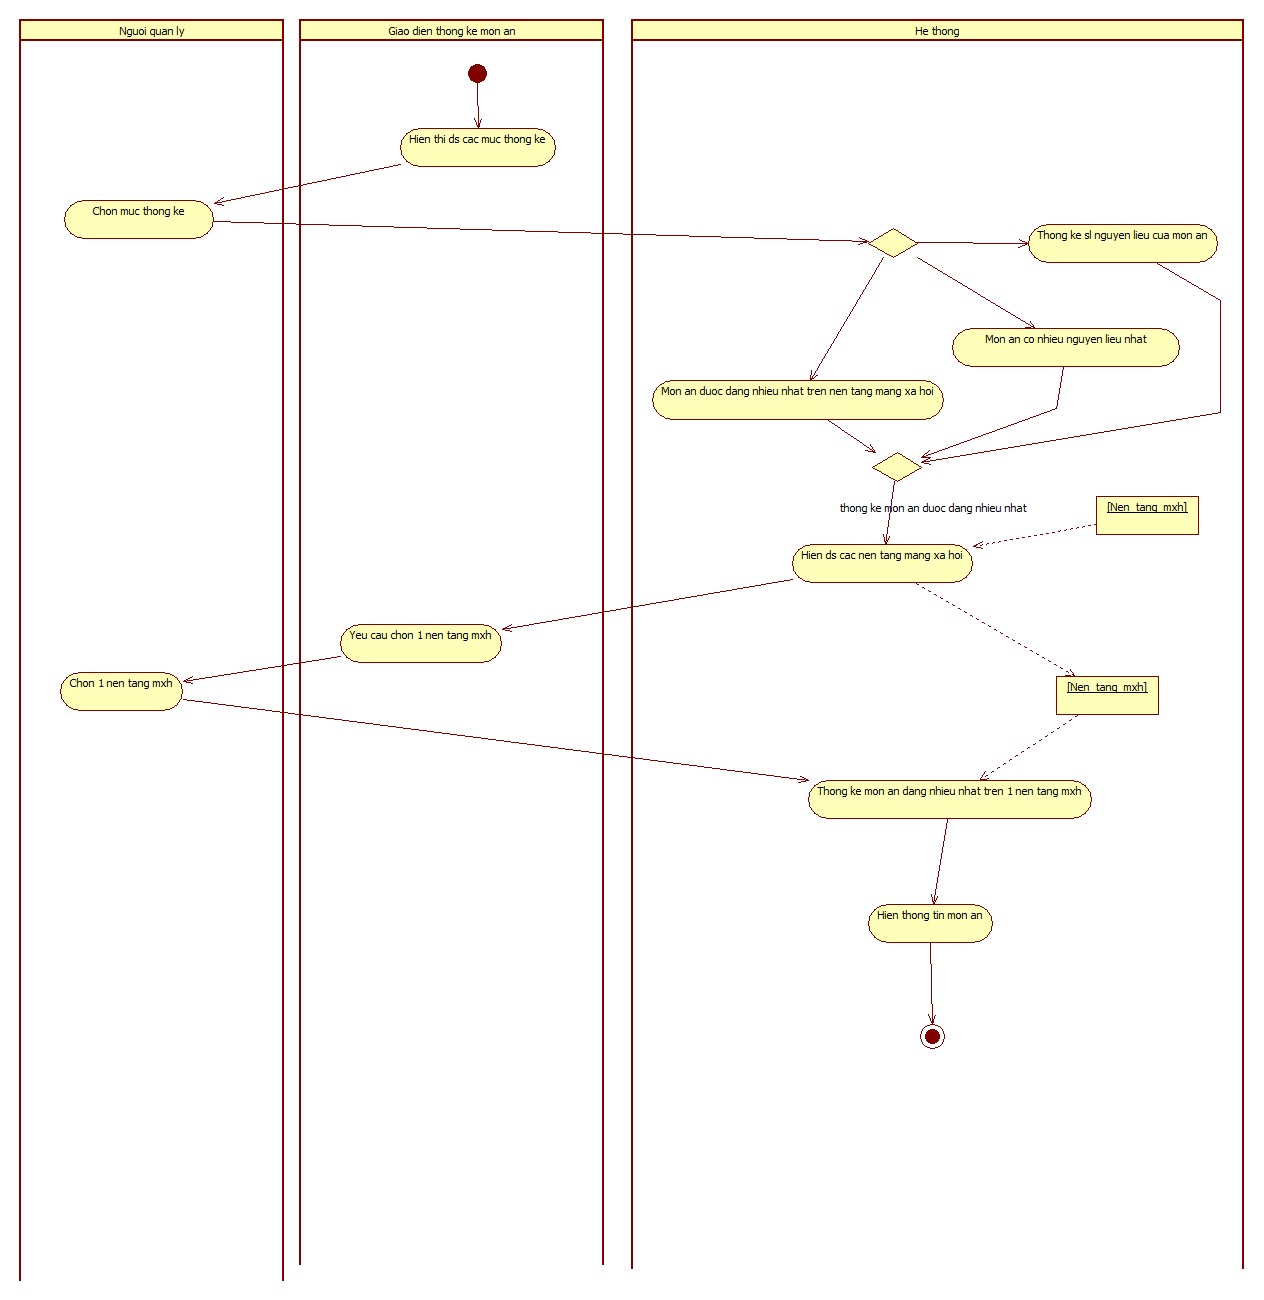 Nguoi quan ly
Giao dien thong ke mon an
He thong
Hien thi ds cac muc thong ke
Chon muc thong ke
Thong ke sl nguyen lieu cua mon an
Mon an co nhieu nguyen lieu nhat
Mon an duoc dang nhieu nhat tren nen tang mang xa hoi
thong ke mon an duoc dang nhieu nhat
[Nen_tang_mxh]
Hien ds cac nen tang mang xa hoi
Yeu cau chon 1 nen tang mxh
Chon 1 nen tang mxh
[Nen_tang_mxh]
Thong ke mon an dang nhieu nhat tren 1 nen tang mxh
Hien thong tin mon an